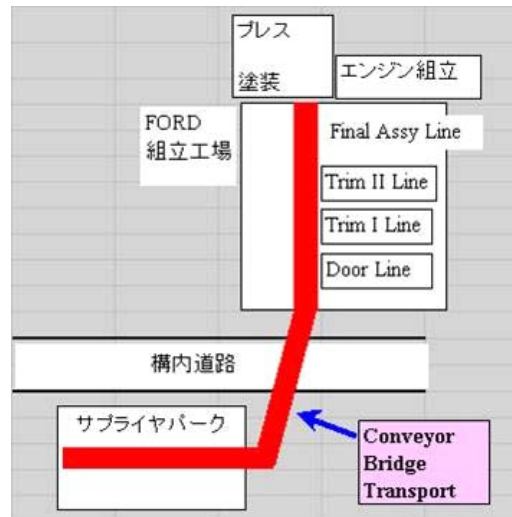 プレス
塗装
エンジン組立
FORD
組立工場
Final Assy Line
Trim II Line
Trim I Line
Door Line
構内道路
サプライヤパーク
Conveyor
Bridge
Transport